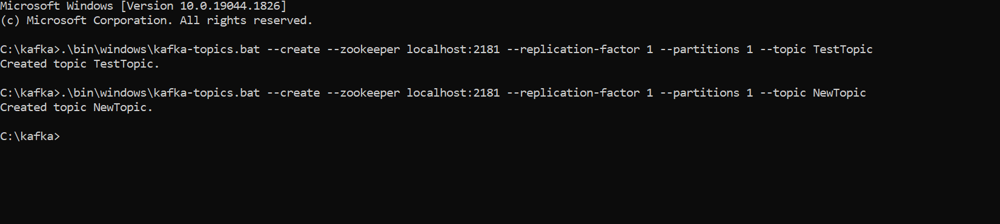 Microsoft Windows [Version 10.0.19044.1826]
(c) Microsoft Corporation. All rights reserved.
C:\kafka>.\bin\windows\kafka-topics.bat --create --zookeeper localhost:2181 --replication-factor 1 --partitions 1 --topic TestTopic
Created topic TestTopic.
C:\kafka>.\bin\windows\kafka-topics.bat --create --zookeeper localhost:2181 --replication-factor 1 --partitions 1 --topic NewTopic
Created topic NewTopic.
C:\kafka>